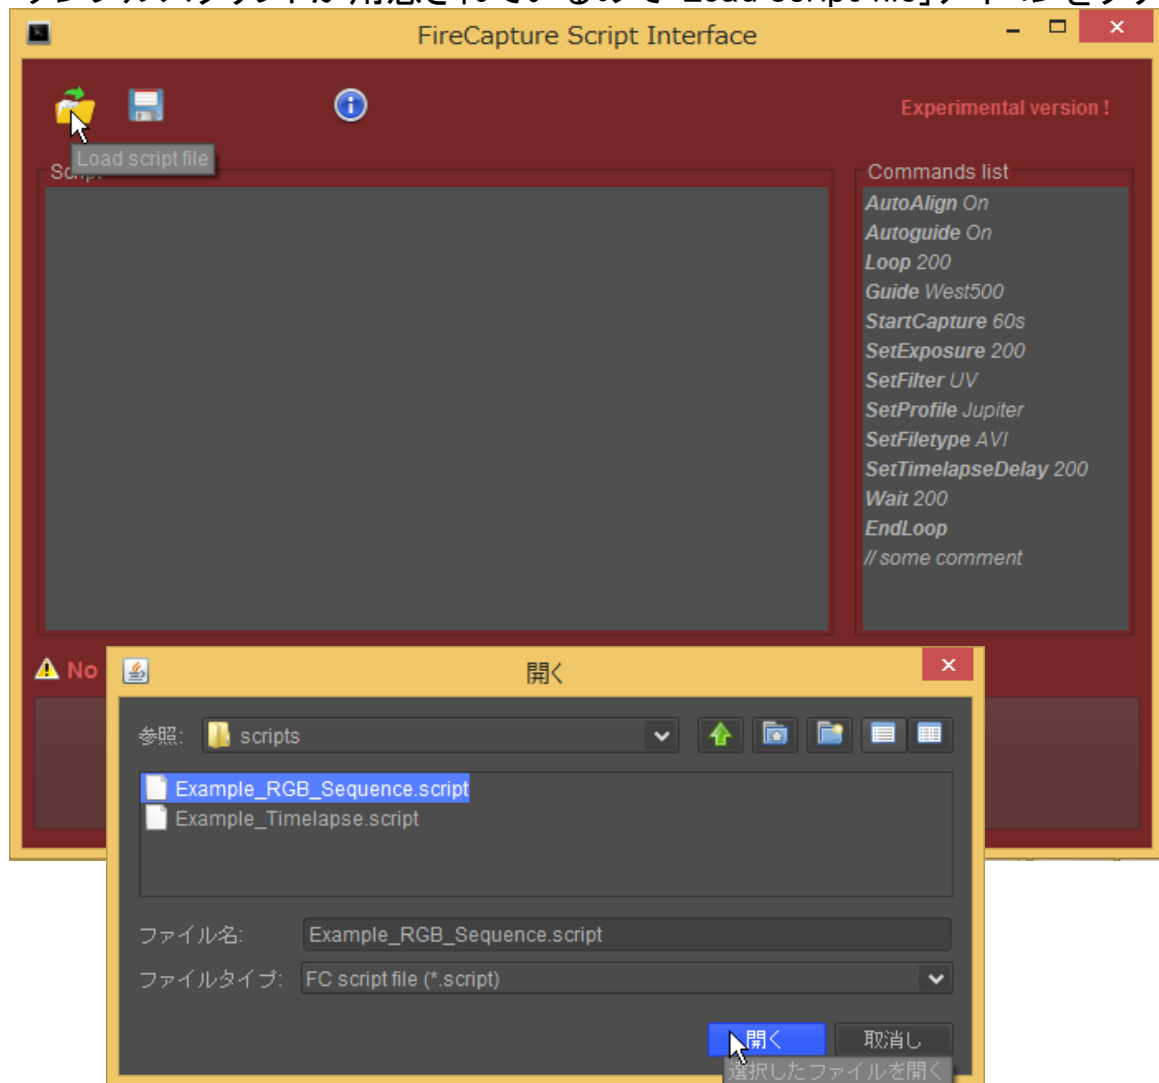 FireCapture Script Interface
Experimental version !
Load script file
Script
Commands list
AutoAlign On
Autoguide On
Loop 200
Guide West500
StartCapture 60s
SetExposure 200
SetFilter UV
SetProfile Jupiter
SetFiletype AVI
SetTimelapseDelay 200
Wait 200
EndLoop
// some comment
No
開く
参照:
scripts
Example_RGB_Sequence.script
Example_Timelapse.script
ファイル名:
Example_RGB_Sequence.script
ファイルタイプ:
FC script file (*.script)
開く
取消し
選択したファイルを開く